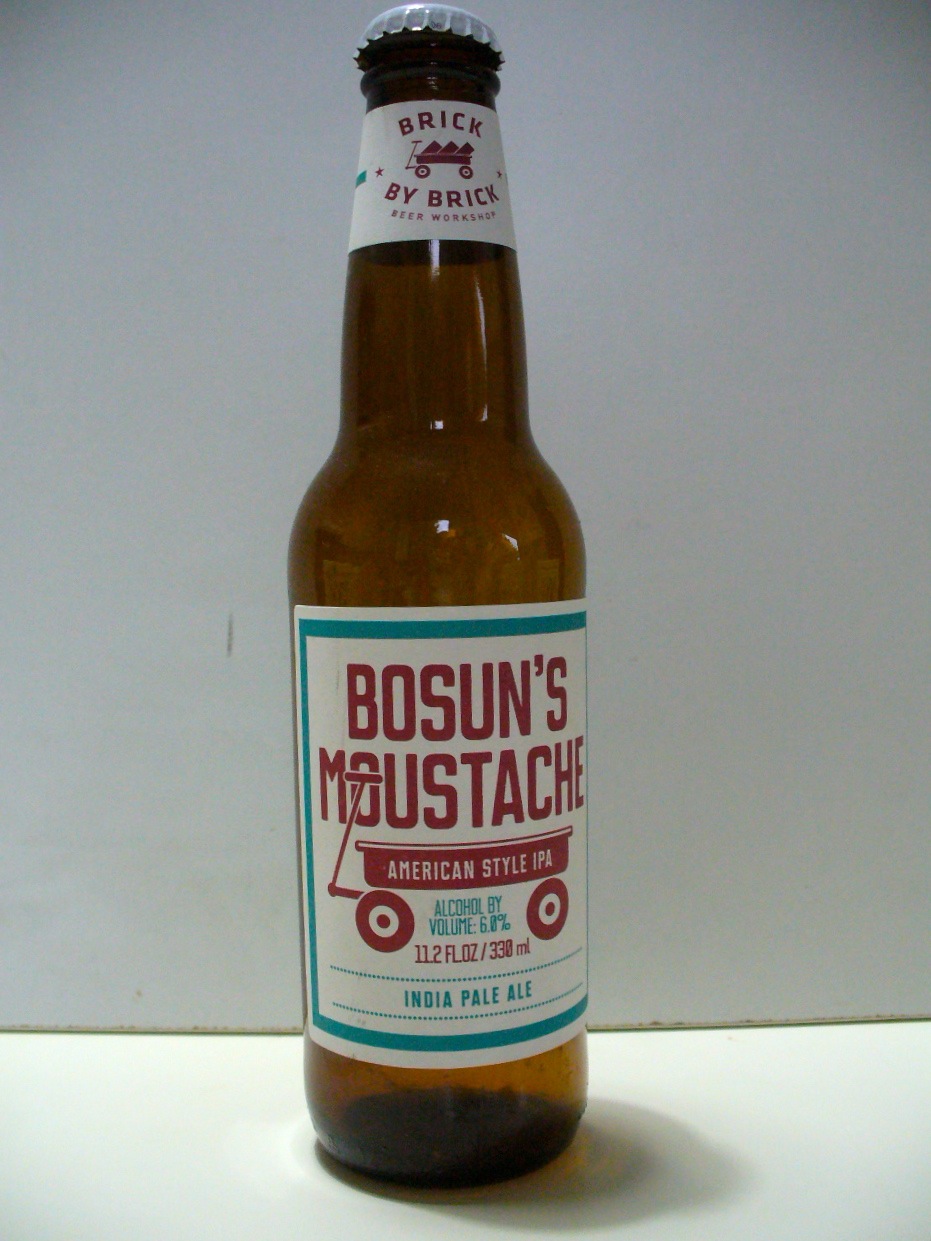 BRICK
BY BRICK
BEER WORKSHOP
BOSUN'S
MOUSTACHE
AMERICAN STYLE IPA
ALCOHOL BY
VOLUME: 6.0%
11.2 FL.OZ / 330 ml
INDIA PALE ALE